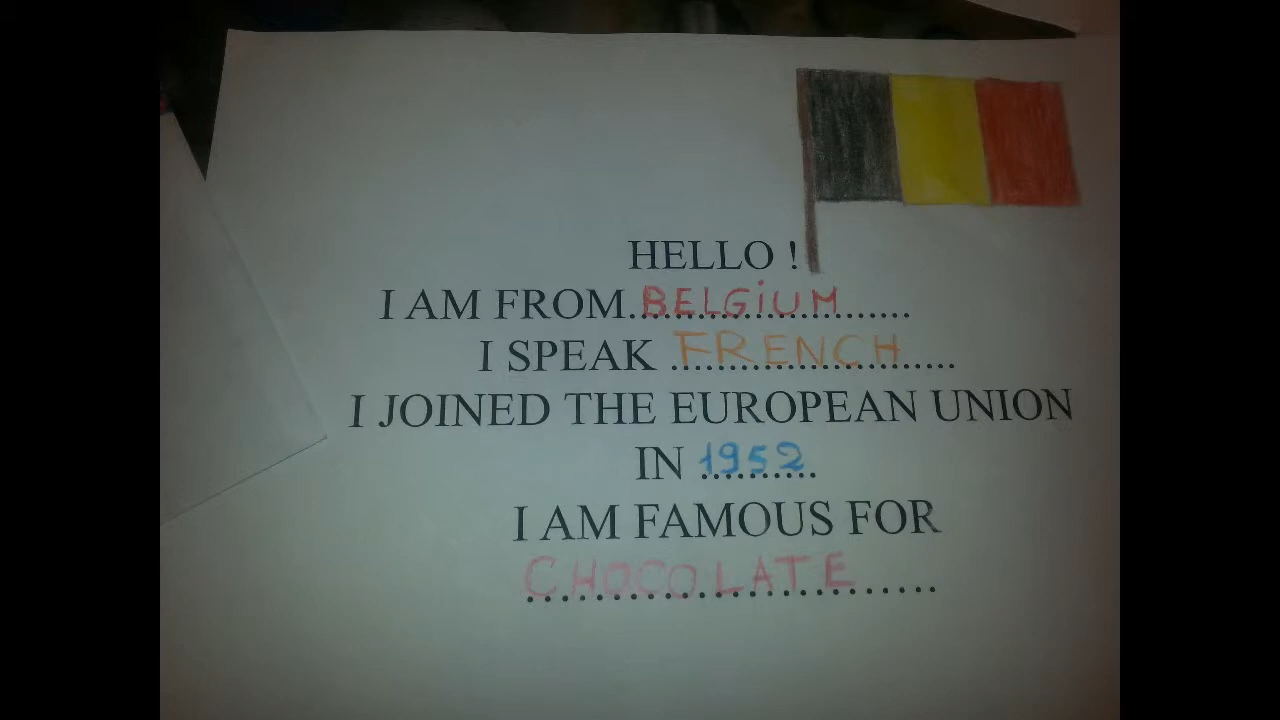 HELLO !
I AM FROM.BELGiUM......................
I SPEAK FRENCH........................
I JOINED THE EUROPEAN UNION
IN 1952..........
I AM FAMOUS FOR
CHOCOLATE.....................